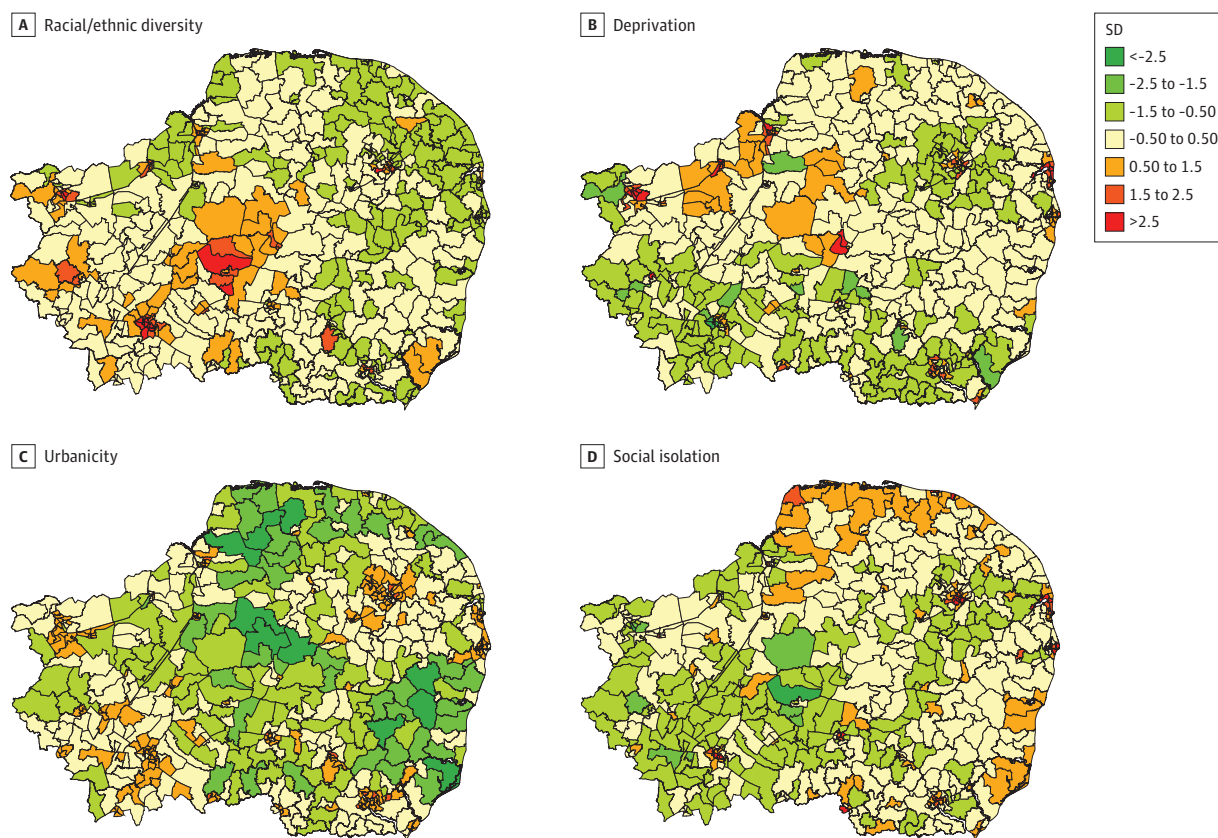 A Racial/ethnic diversity
B Deprivation
SD
<-2.5
-2.5 to -1.5
-1.5 to -0.50
-0.50 to 0.50
0.50 to 1.5
1.5 to 2.5
>2.5
C Urbanicity
D Social isolation